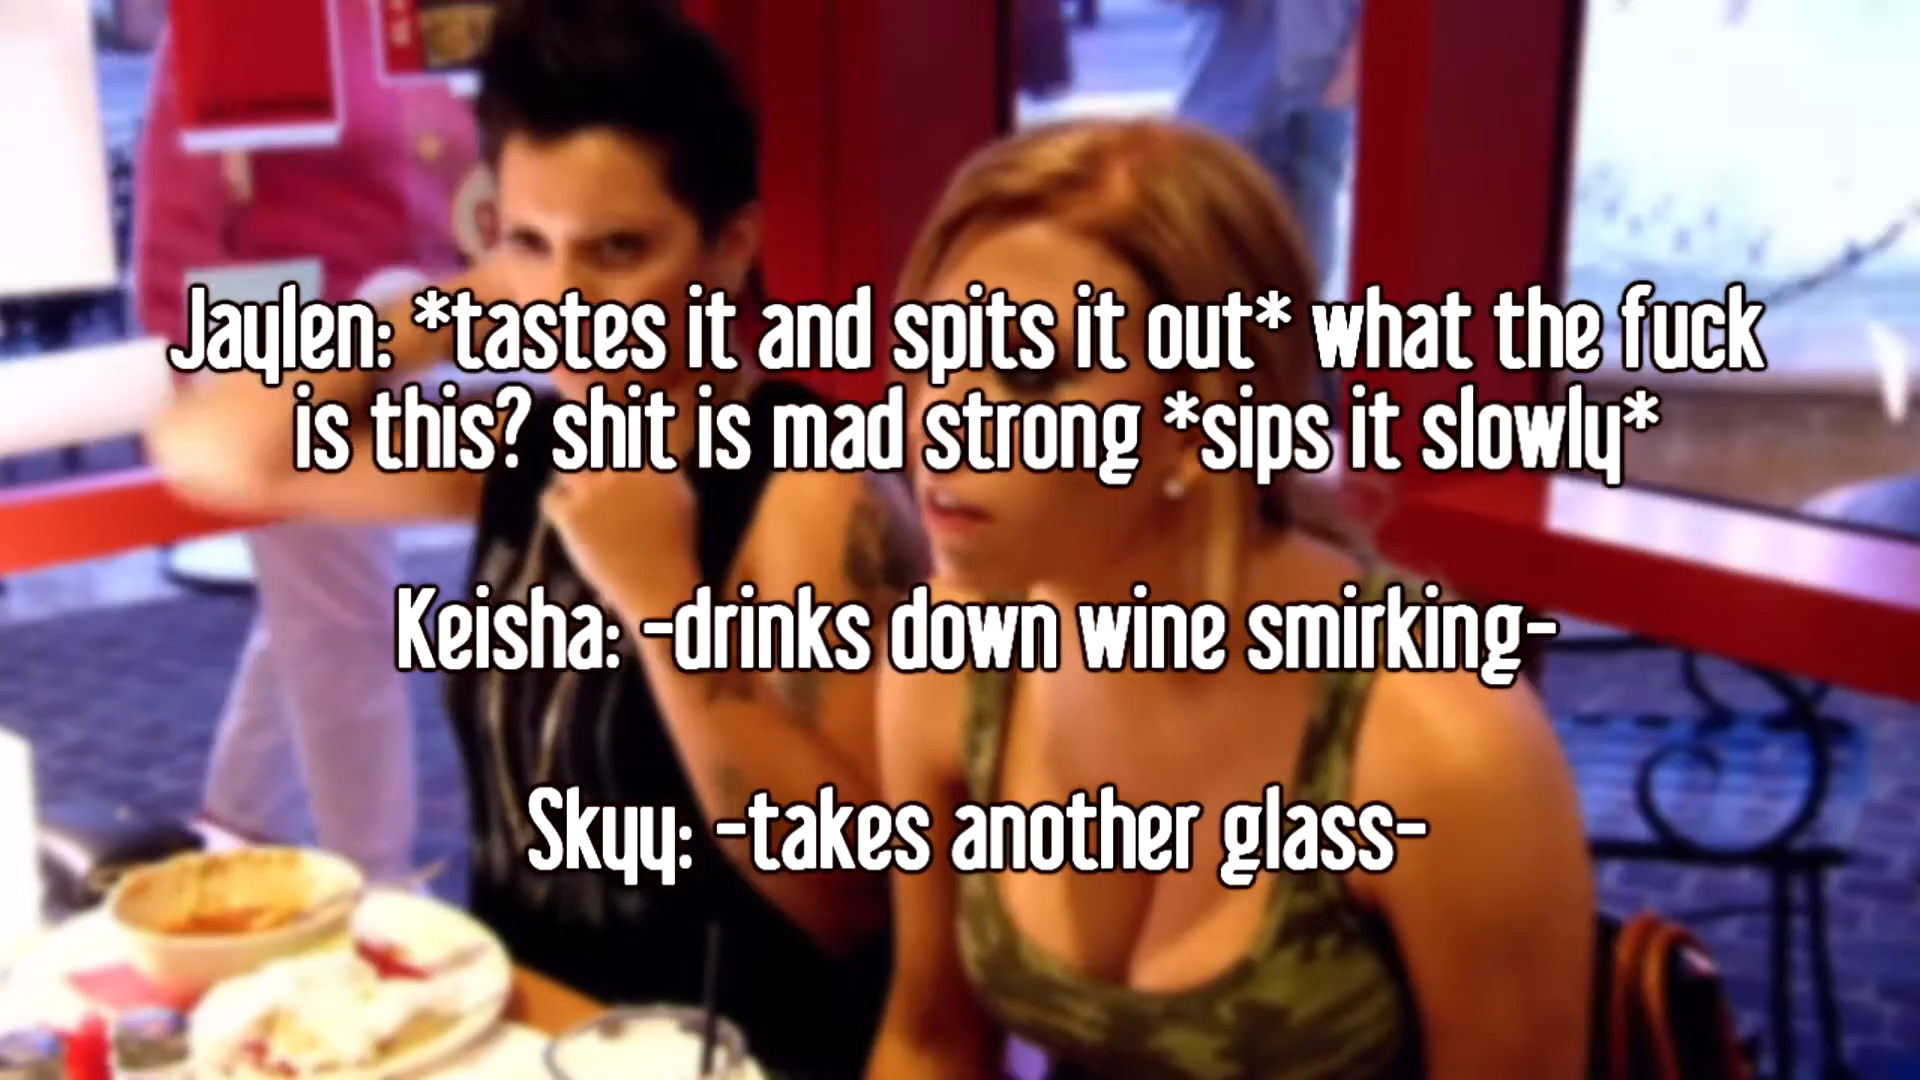 Jaylen: *tastes it and spits it out* what the fuck
is this? shit is mad strong *sips it slowly*
Keisha: -drinks down wine smirking-
Skyy: -takes another glass-